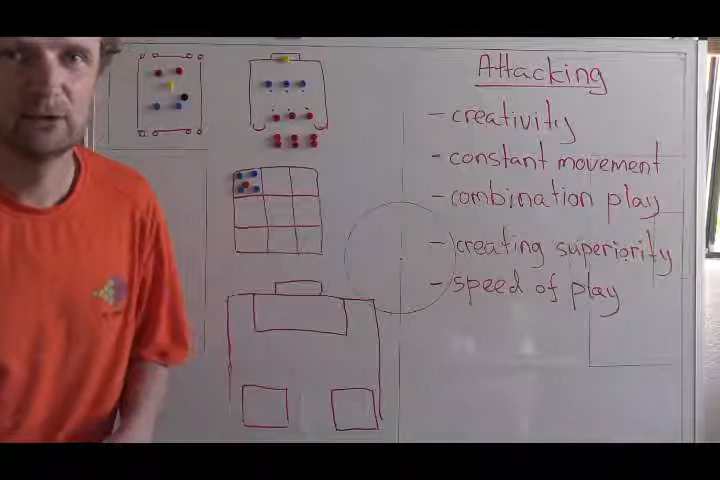 Attacking
- creativity
- constant movement
- combination play
- creating superiority
- speed of play